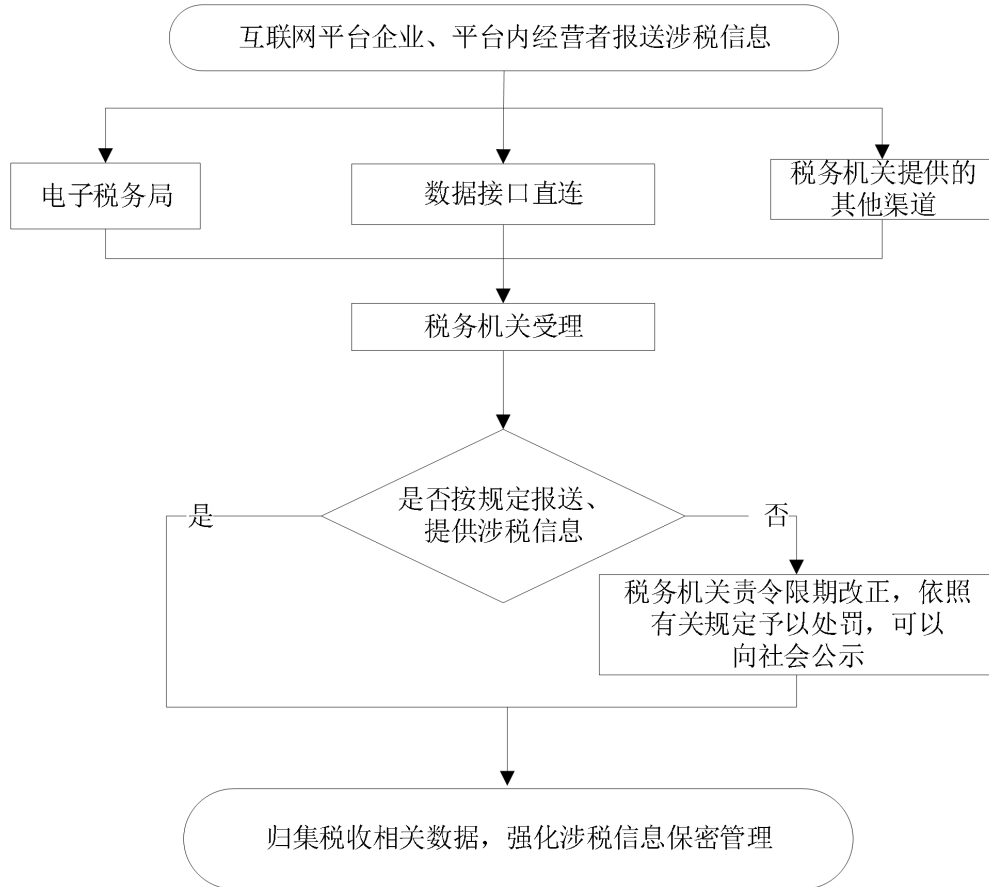 互联网平台企业、平台内经营者报送涉税信息
电子税务局
数据接口直连
税务机关提供的
其他渠道
税务机关受理
是否按规定报送、
提供涉税信息
是
否
税务机关责令限期改正，依照
有关规定予以处罚，可以
向社会公示
归集税收相关数据，强化涉税信息保密管理